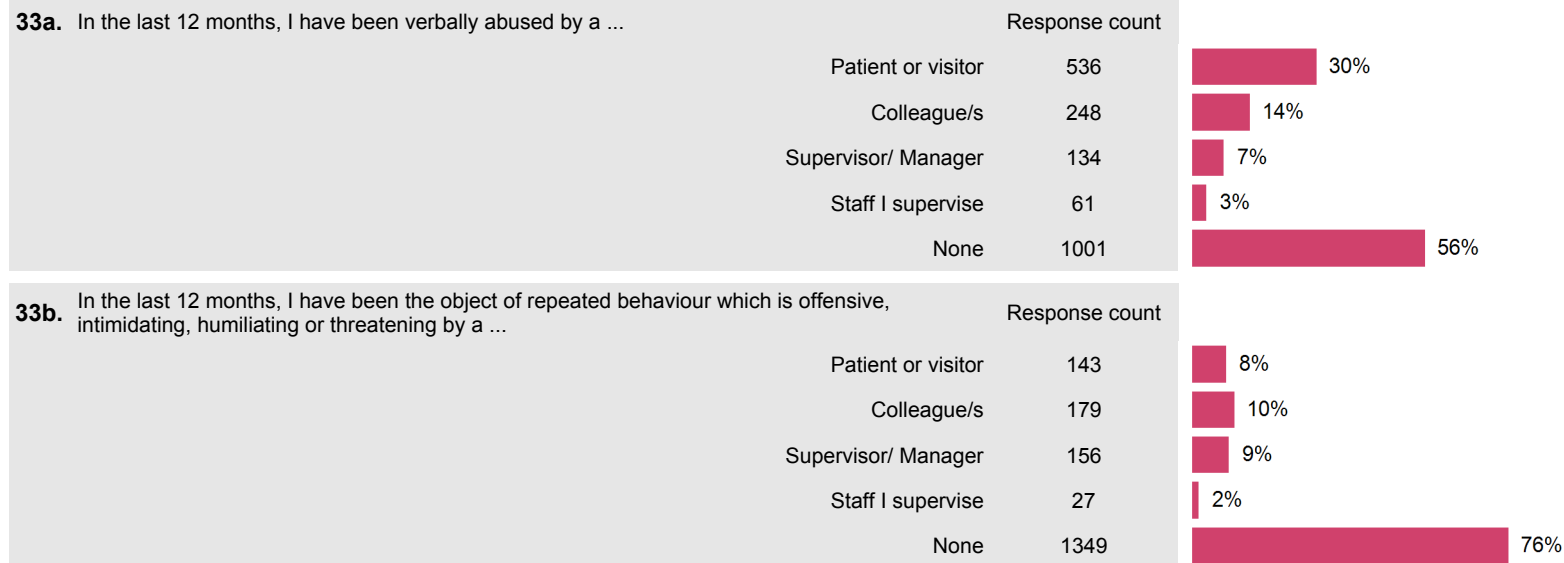 33a. In the last 12 months, I have been verbally abused by a ... Response count
Patient or visitor 536 30%
Colleague/s 248 14%
Supervisor/ Manager 134 7%
Staff I supervise 61 3%
None 1001 56%
33b. In the last 12 months, I have been the object of repeated behaviour which is offensive,
intimidating, humiliating or threatening by a ... Response count
Patient or visitor 143 8%
Colleague/s 179 10%
Supervisor/ Manager 156 9%
Staff I supervise 27 2%
None 1349 76%